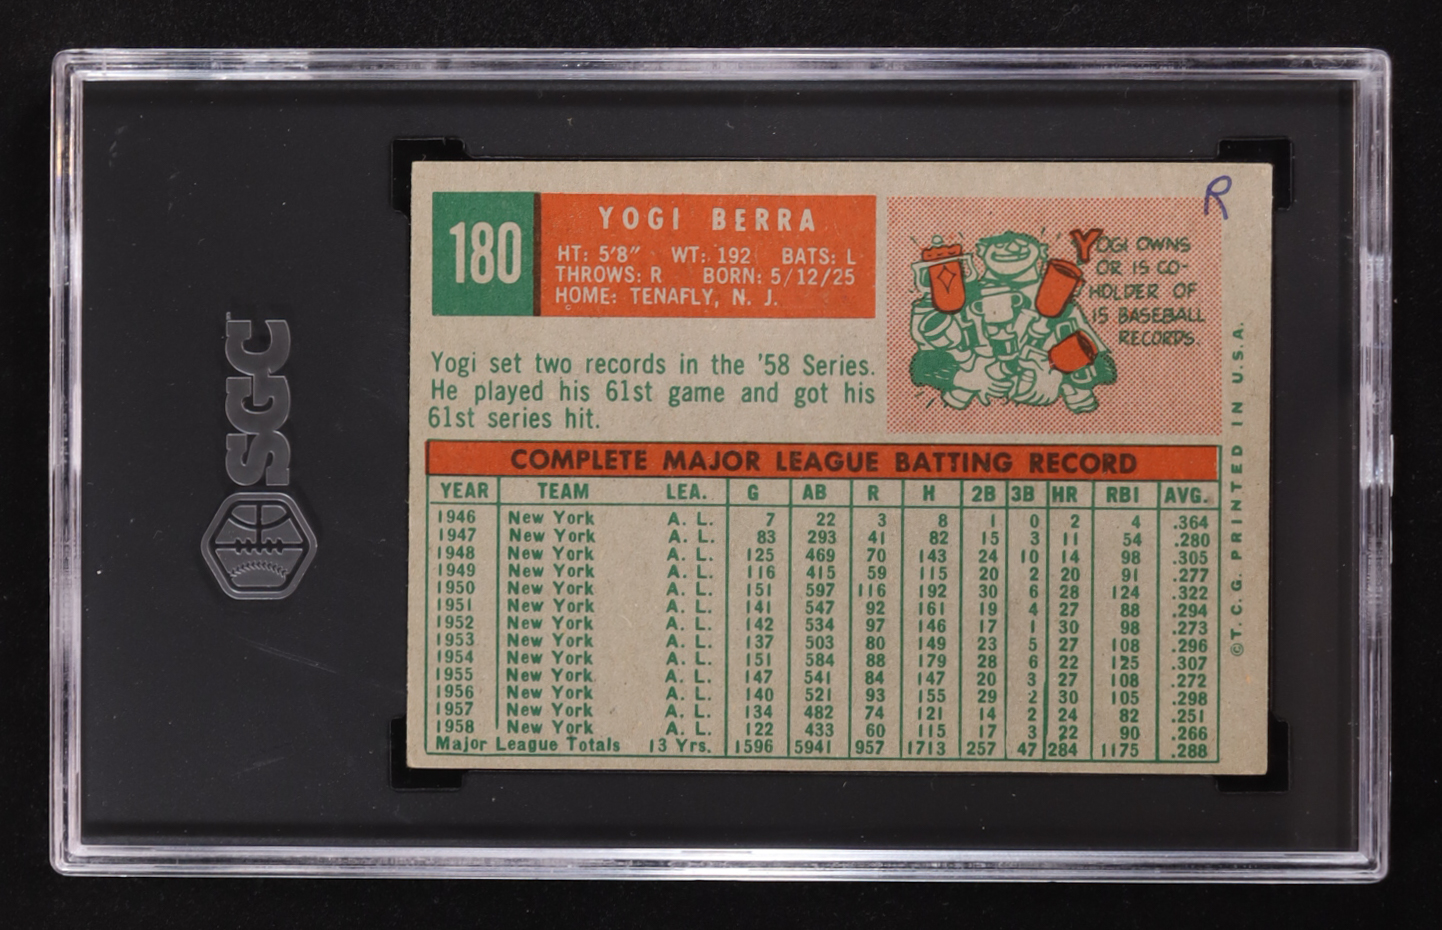 SGC
180
YOGI BERRA
HT: 5'8" WT: 192 BATS: L
THROWS: R BORN: 5/12/25
HOME: TENAFLY, N. J.
R
YOGI OWNS
OR IS CO-
HOLDER OF
15 BASEBALL
RECORDS.
Yogi set two records in the '58 Series.
He played his 61st game and got his
61st series hit.
COMPLETE MAJOR LEAGUE BATTING RECORD
YEAR TEAM LEA. G AB R H 2B 3B HR RBI AVG.
1946 New York A. L. 7 22 3 8 1 0 2 4 .364
1947 New York A. L. 83 293 41 82 15 3 11 54 .280
1948 New York A. L. 125 469 70 143 24 10 14 98 .305
1949 New York A. L. 116 415 59 115 20 2 20 91 .277
1950 New York A. L. 151 597 116 192 30 6 28 124 .322
1951 New York A. L. 141 547 92 161 19 4 27 88 .294
1952 New York A. L. 142 534 97 146 17 1 30 98 .273
1953 New York A. L. 137 503 80 149 23 5 27 108 .296
1954 New York A. L. 151 584 88 179 28 6 22 125 .307
1955 New York A. L. 147 541 84 147 20 3 27 108 .272
1956 New York A. L. 140 521 93 155 29 2 30 105 .298
1957 New York A. L. 134 482 74 121 14 2 24 82 .251
1958 New York A. L. 122 433 60 115 17 3 22 90 .266
Major League Totals 13 Yrs. 1596 5941 957 1713 257 47 284 1175 .288
©T. C. G. PRINTED IN U.S.A.